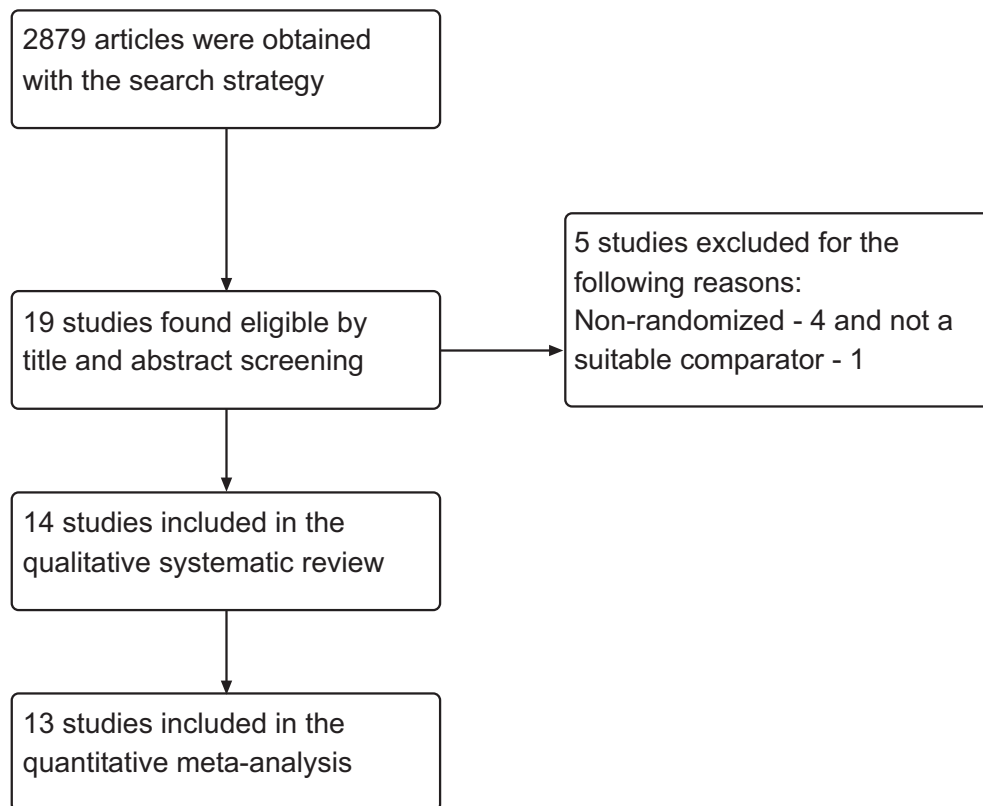 2879 articles were obtained
with the search strategy
5 studies excluded for the
following reasons:
Non-randomized - 4 and not a
suitable comparator - 1
19 studies found eligible by
title and abstract screening
14 studies included in the
qualitative systematic review
13 studies included in the
quantitative meta-analysis